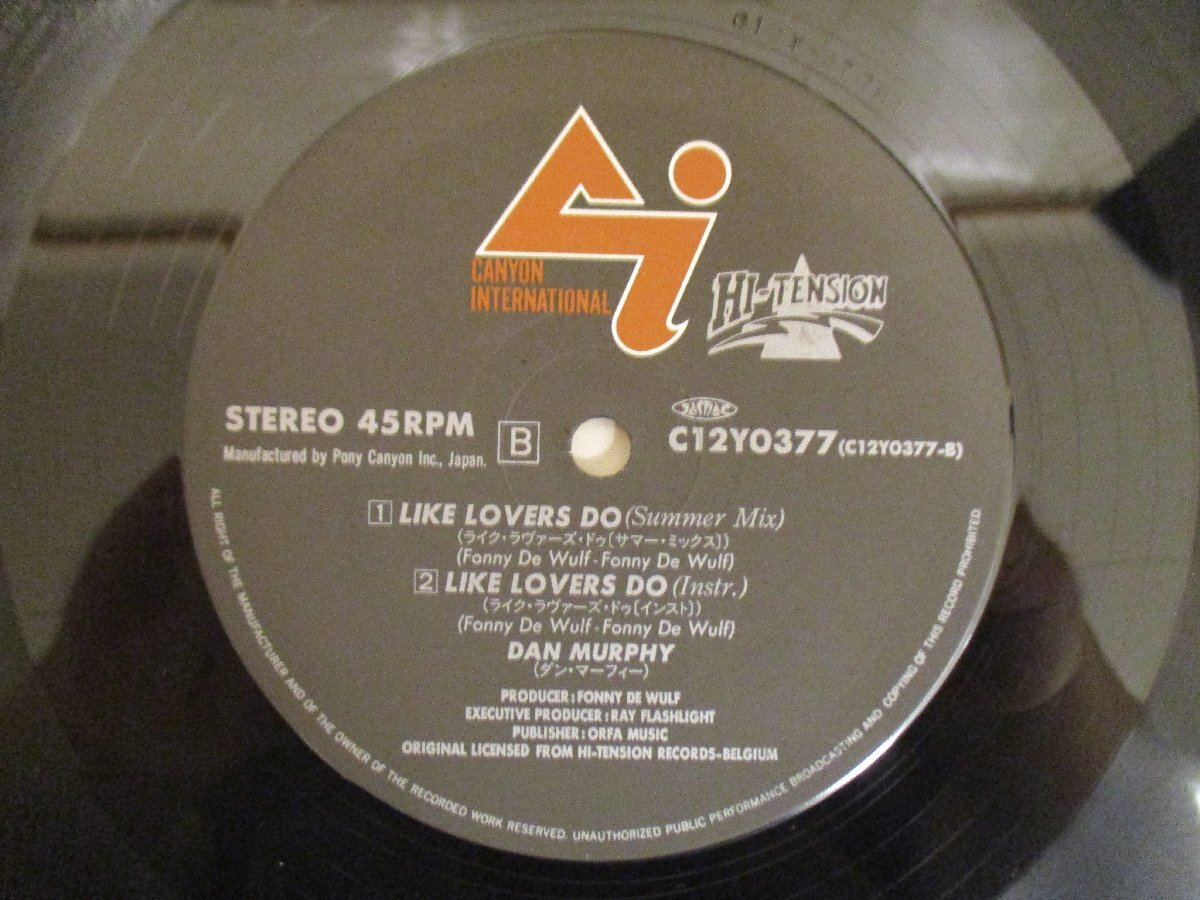 CANYON
INTERNATIONAL
HI-TENSION
STEREO 45RPM
Manufactured by Pony Canyon Inc., Japan.
B
JASRAC
C12Y0377 (C12Y0377-B)
1 LIKE LOVERS DO (Summer Mix)
(ライク・ラヴァーズ・ドゥ〔サマー・ミックス〕)
(Fonny De Wulf - Fonny De Wulf)
2 LIKE LOVERS DO (Instr.)
(ライク・ラヴァーズ・ドゥ〔インスト〕)
(Fonny De Wulf - Fonny De Wulf)
DAN MURPHY
(ダン・マーフィー)
PRODUCER: FONNY DE WULF
EXECUTIVE PRODUCER: RAY FLASHLIGHT
PUBLISHER: ORFA MUSIC
ORIGINAL LICENSED FROM HI-TENSION RECORDS-BELGIUM
ALL RIGHT OF THE MANUFACTURER AND OF THE OWNER OF THE RECORDED WORK RESERVED. UNAUTHORIZED PUBLIC PERFORMANCE BROADCASTING AND COPYING OF THIS RECORD PROHIBITED.